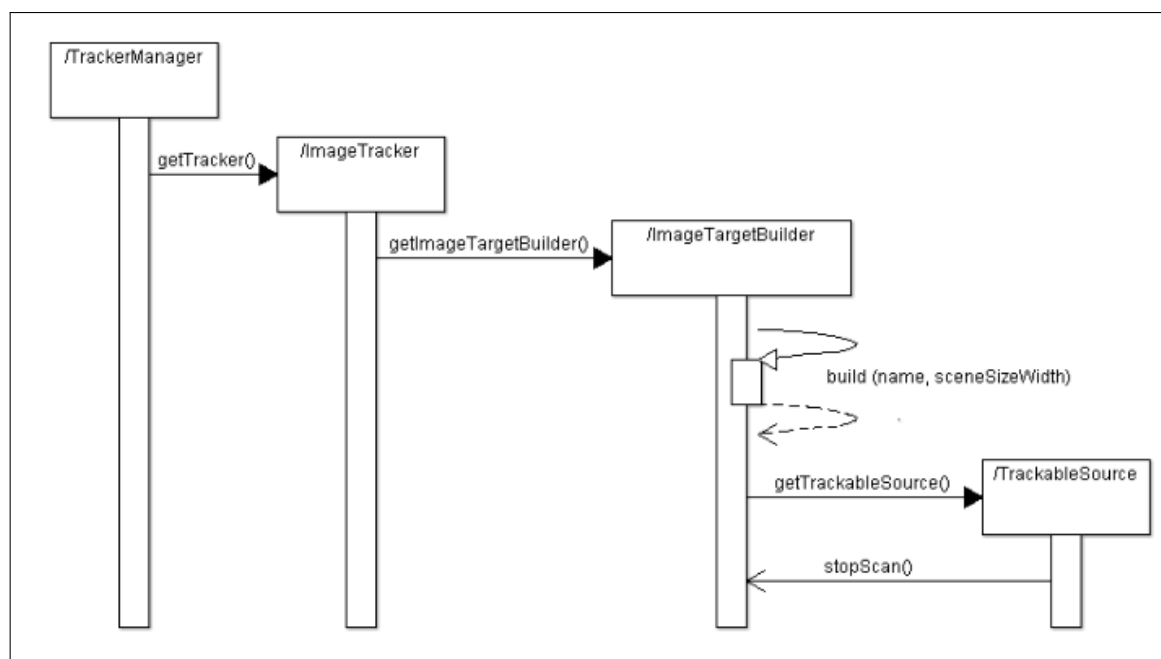 /TrackerManager
getTracker()
/ImageTracker
getImageTargetBuilder()
/ImageTargetBuilder
build (name, sceneSizeWidth)
getTrackableSource()
/TrackableSource
stopScan()